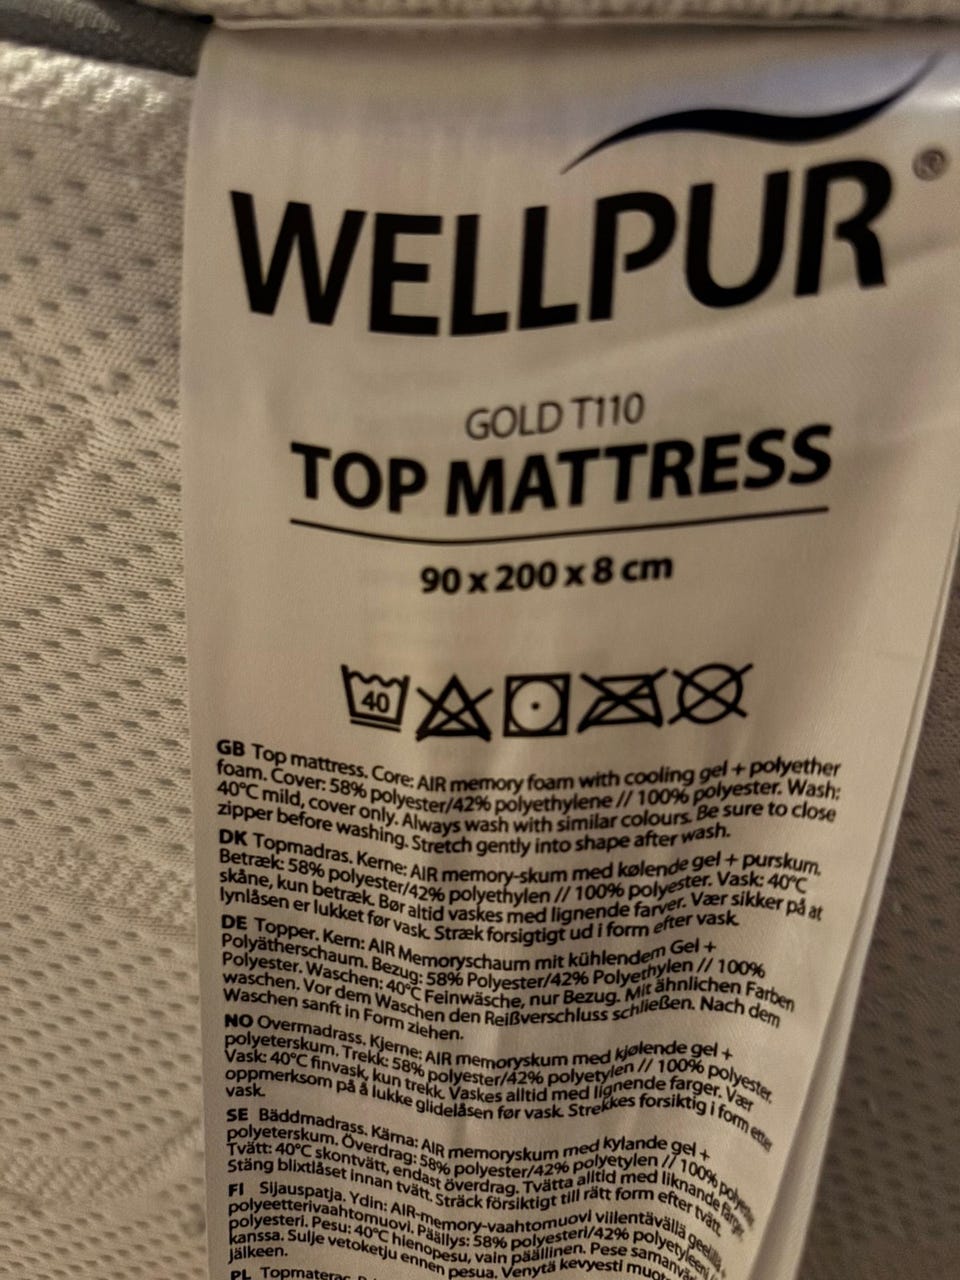 WELLPUR®
GOLD T110
TOP MATTRESS
90 x 200 x 8 cm
40
GB Top mattress. Core: AIR memory foam with cooling gel + polyether
foam. Cover: 58% polyester/42% polyethylene // 100% polyester. Wash:
40°C mild, cover only. Always wash with similar colours. Be sure to close
zipper before washing. Stretch gently into shape after wash.
DK Topmadras. Kerne: AIR memory-skum med kølende gel + purskum.
Betræk: 58% polyester/42% polyethylen // 100% polyester. Vask: 40°C
skåne, kun betræk. Bør altid vaskes med lignende farver. Vær sikker på at
lynlåsen er lukket før vask. Stræk forsigtigt ud i form efter vask.
DE Topper. Kern: AIR Memoryschaum mit kühlendem Gel +
Polyätherschaum. Bezug: 58% Polyester/42% Polyethylen // 100%
Polyester. Waschen: 40°C Feinwäsche, nur Bezug. Mit ähnlichen Farben
waschen. Vor dem Waschen den Reißverschluss schließen. Nach dem
Waschen sanft in Form ziehen.
NO Overmadrass. Kjerne: AIR memoryskum med kjølende gel +
polyeterskum. Trekk: 58% polyester/42% polyetylen // 100% polyester.
Vask: 40°C finvask, kun trekk. Vaskes alltid med lignende farger. Vær
oppmerksom på å lukke glidelåsen før vask. Strekkes forsiktig i form etter
vask.
SE Bäddmadrass. Kärna: AIR memoryskum med kylande gel +
polyeterskum. Överdrag: 58% polyester/42% polyetylen // 100% polyester.
Tvätt: 40°C skontvätt, endast överdrag. Tvätta alltid med liknande färger.
Stäng blixtlåset innan tvätt. Sträck försiktigt till rätt form efter tvätt.
FI Sijauspatja. Ydin: AIR-memory-vaahtomuovi viilentävällä
polyeetterivaahtomuovi. Päällys: 58% polyesteri/42% polyetyleeni
polyesteri. Pesu: 40°C hienopesu, vain päällinen. Pese
kanssa. Sulje vetoketju ennen pesua. Venytä kevyesti
jälkeen.
PL Topmaterac.